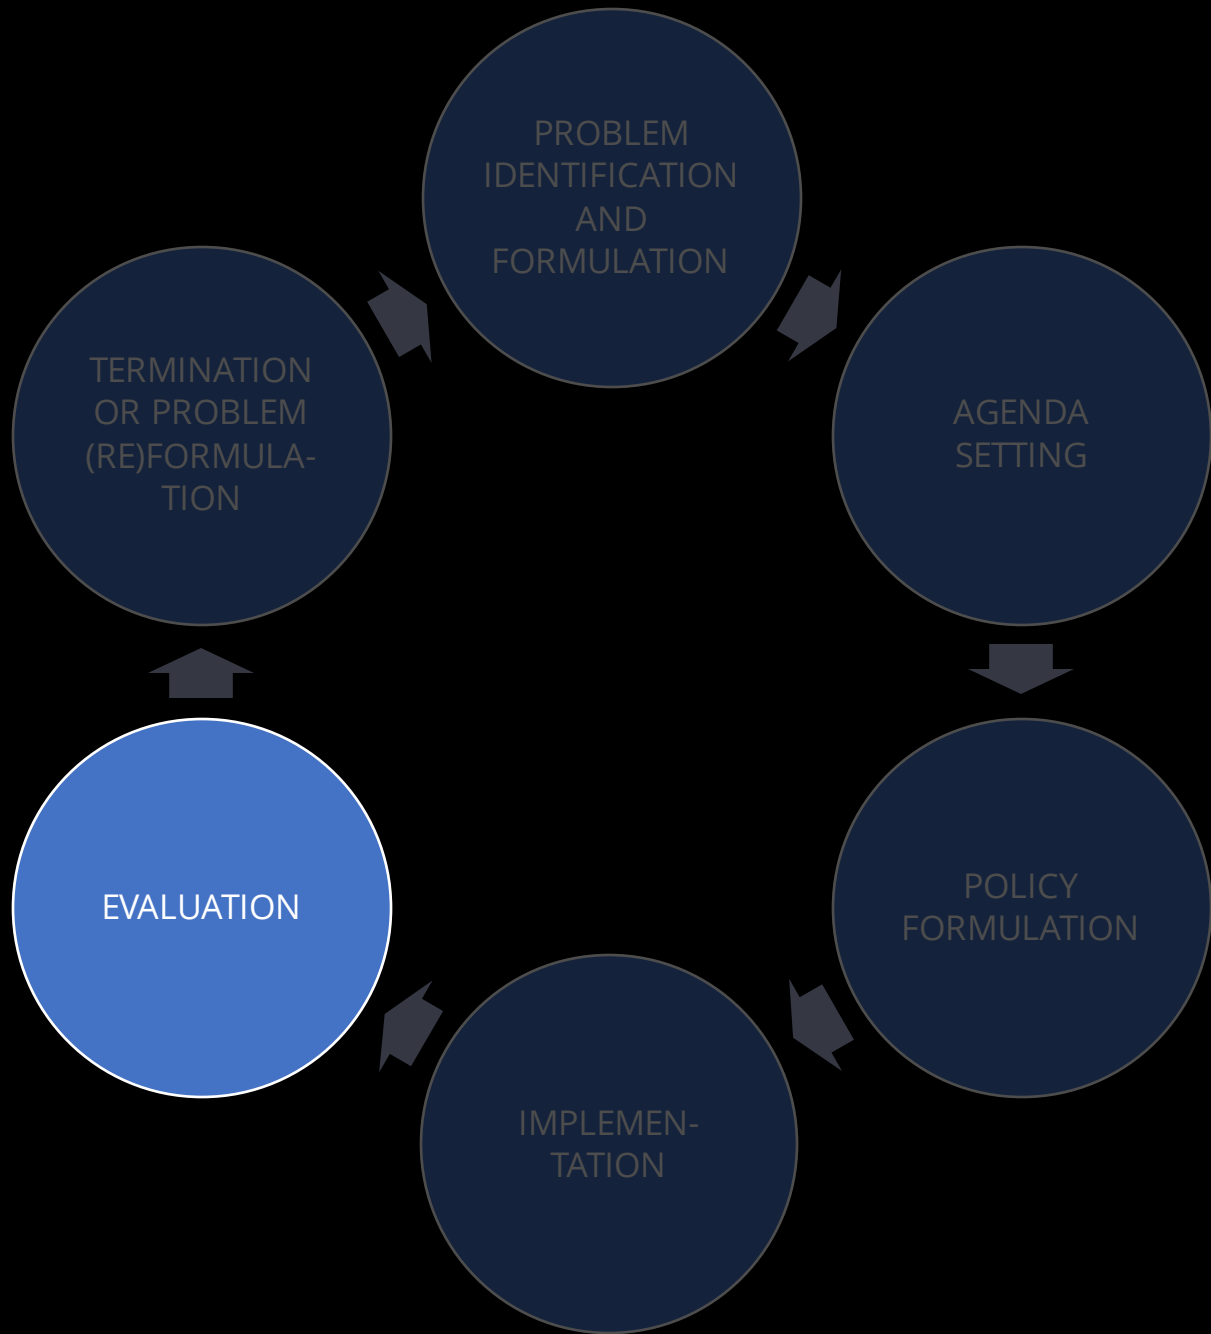 PROBLEM
IDENTIFICATION
AND
FORMULATION
AGENDA
SETTING
POLICY
FORMULATION
IMPLEMEN-
TATION
EVALUATION
TERMINATION
OR PROBLEM
(RE)FORMULA-
TION